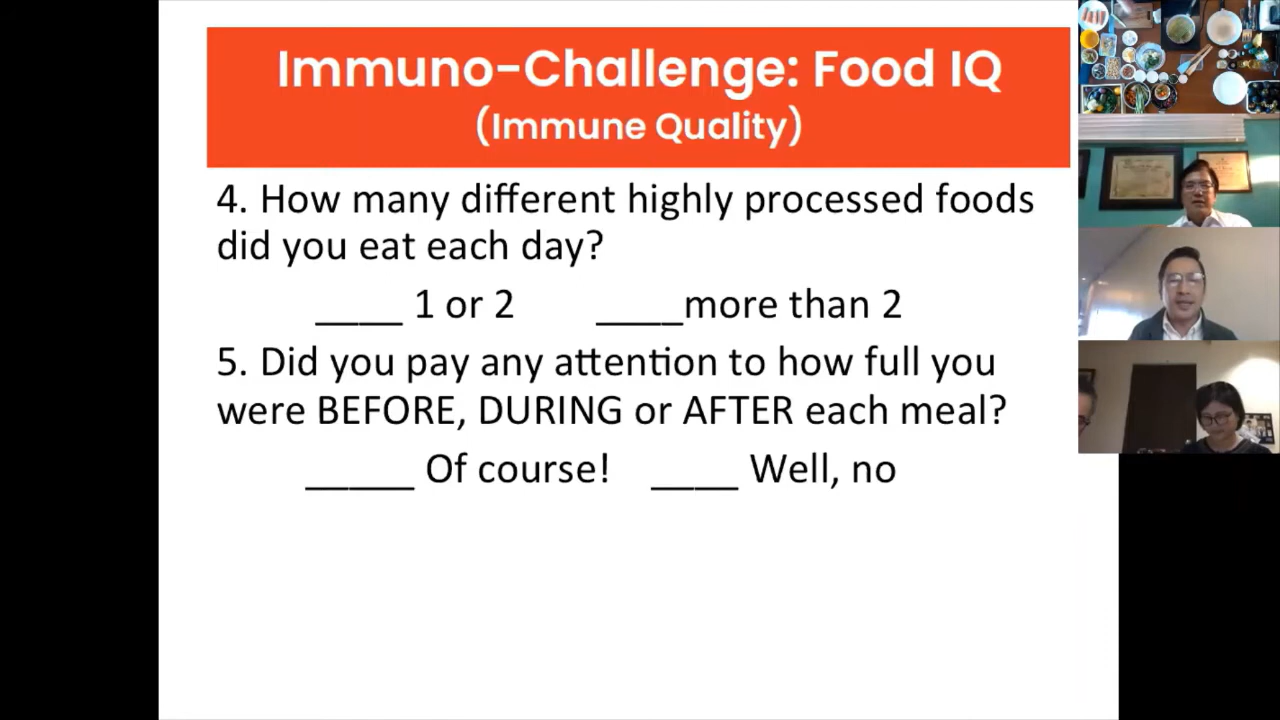 Immuno-Challenge: Food IQ
(Immune Quality)
4. How many different highly processed foods
did you eat each day?
____ 1 or 2 ____more than 2
5. Did you pay any attention to how full you
were BEFORE, DURING or AFTER each meal?
_____ Of course! ____ Well, no